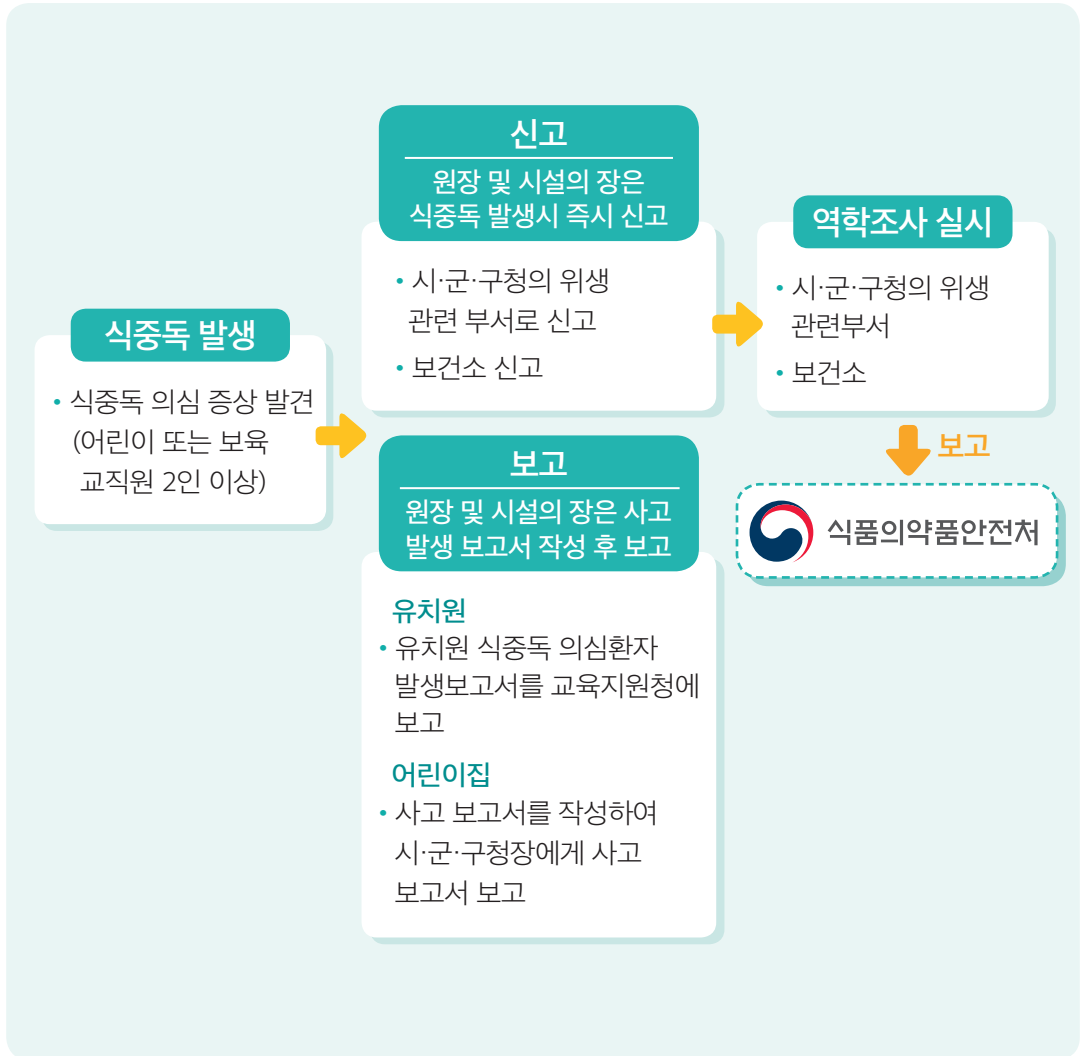 식중독 발생
• 식중독 의심 증상 발견
(어린이 또는 보육
교직원 2인 이상)
신고
원장 및 시설의 장은
식중독 발생시 즉시 신고
• 시·군·구청의 위생
관련 부서로 신고
• 보건소 신고
보고
원장 및 시설의 장은 사고
발생 보고서 작성 후 보고
유치원
• 유치원 식중독 의심환자
발생보고서를 교육지원청에
보고
어린이집
• 사고 보고서를 작성하여
시·군·구청장에게 사고
보고서 보고
역학조사 실시
• 시·군·구청의 위생
관련부서
• 보건소
보고
식품의약품안전처